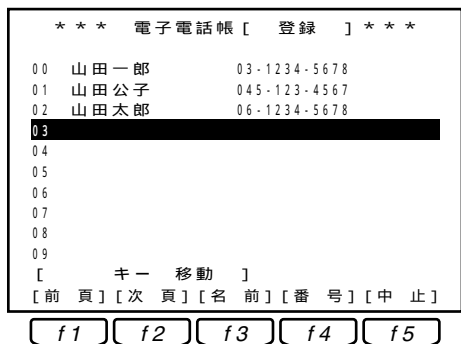 *** 電子電話帳[ 登録 ]***
00 山田一郎 03-1234-5678
01 山田公子 045-123-4567
02 山田太郎 06-1234-5678
03
04
05
06
07
08
09
[ キー 移動 ]
[前 頁][次 頁][名 前][番 号][中 止]
f1 f2 f3 f4 f5